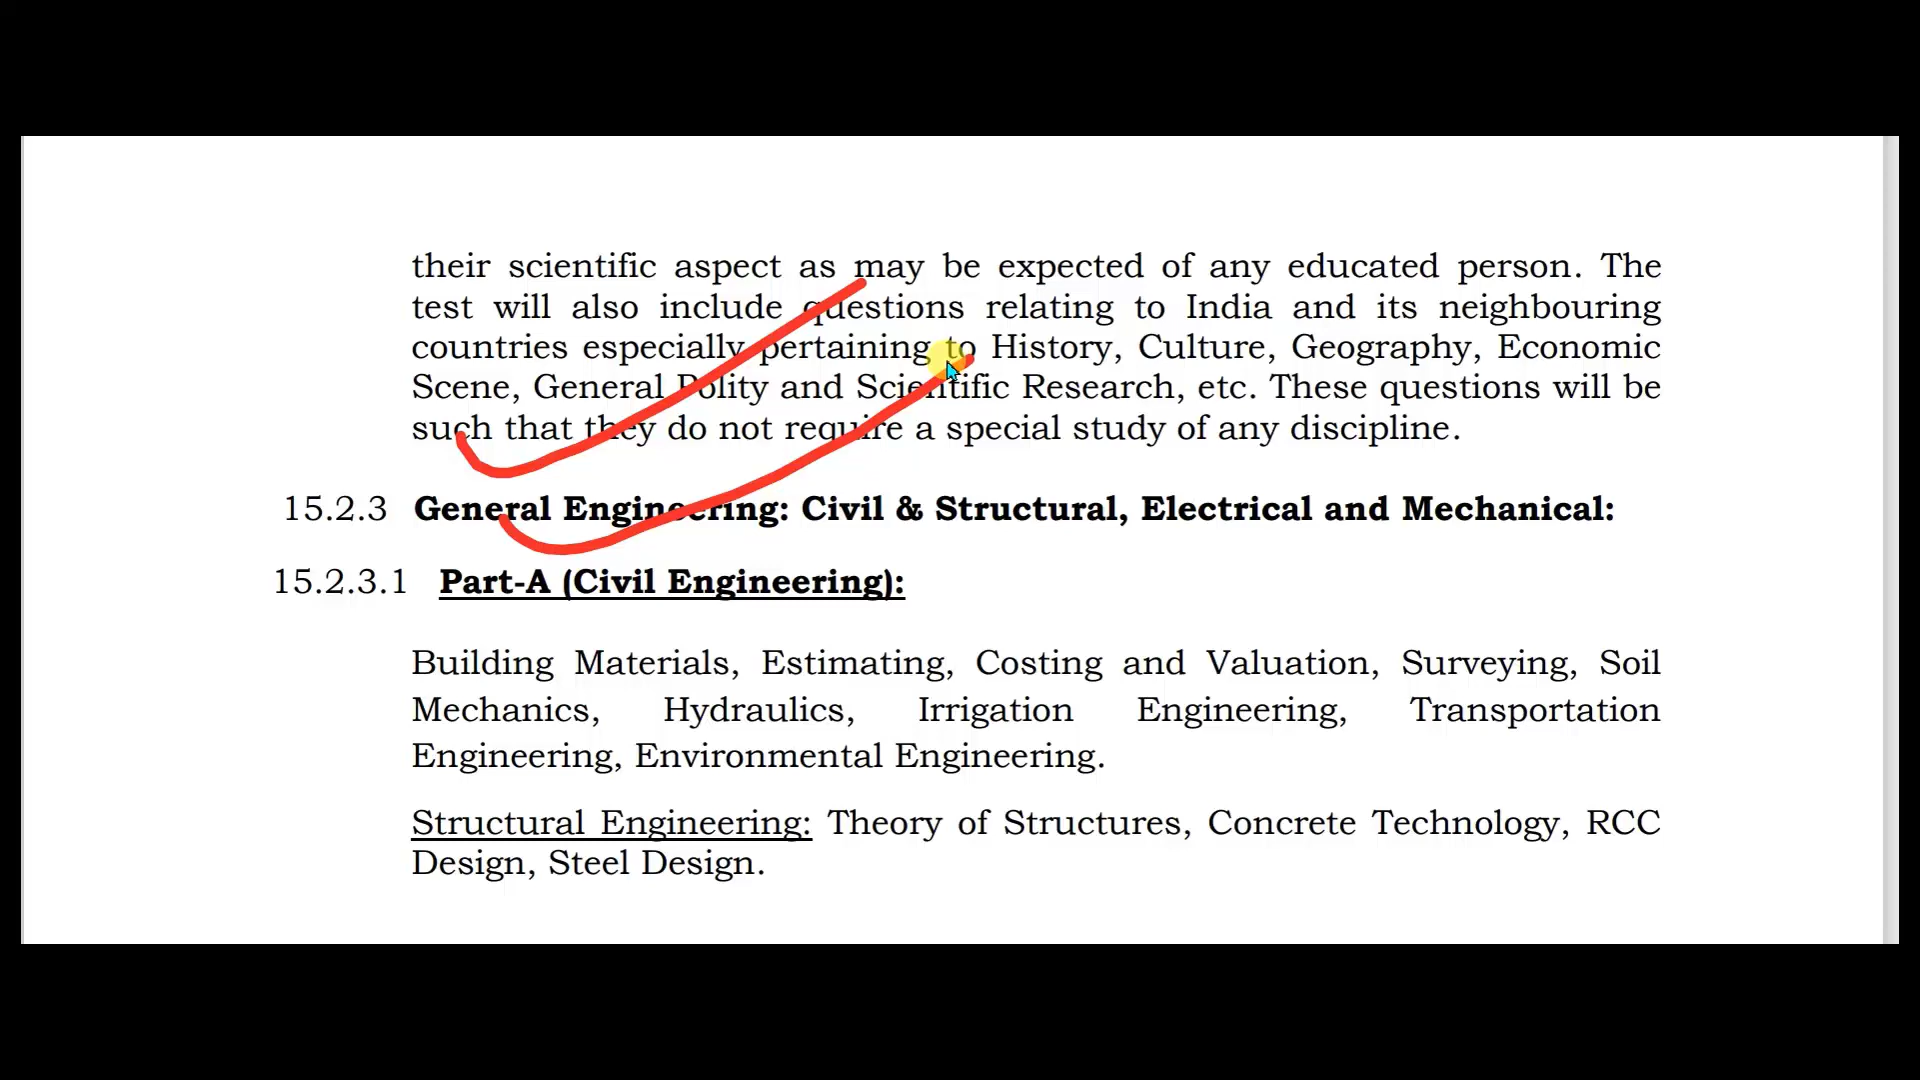 their scientific aspect as may be expected of any educated person. The
test will also include questions relating to India and its neighbouring
countries especially pertaining to History, Culture, Geography, Economic
Scene, General Polity and Scientific Research, etc. These questions will be
such that they do not require a special study of any discipline.
15.2.3 General Engineering: Civil & Structural, Electrical and Mechanical:
15.2.3.1 Part-A (Civil Engineering):
Building Materials, Estimating, Costing and Valuation, Surveying, Soil
Mechanics, Hydraulics, Irrigation Engineering, Transportation
Engineering, Environmental Engineering.
Structural Engineering: Theory of Structures, Concrete Technology, RCC
Design, Steel Design.